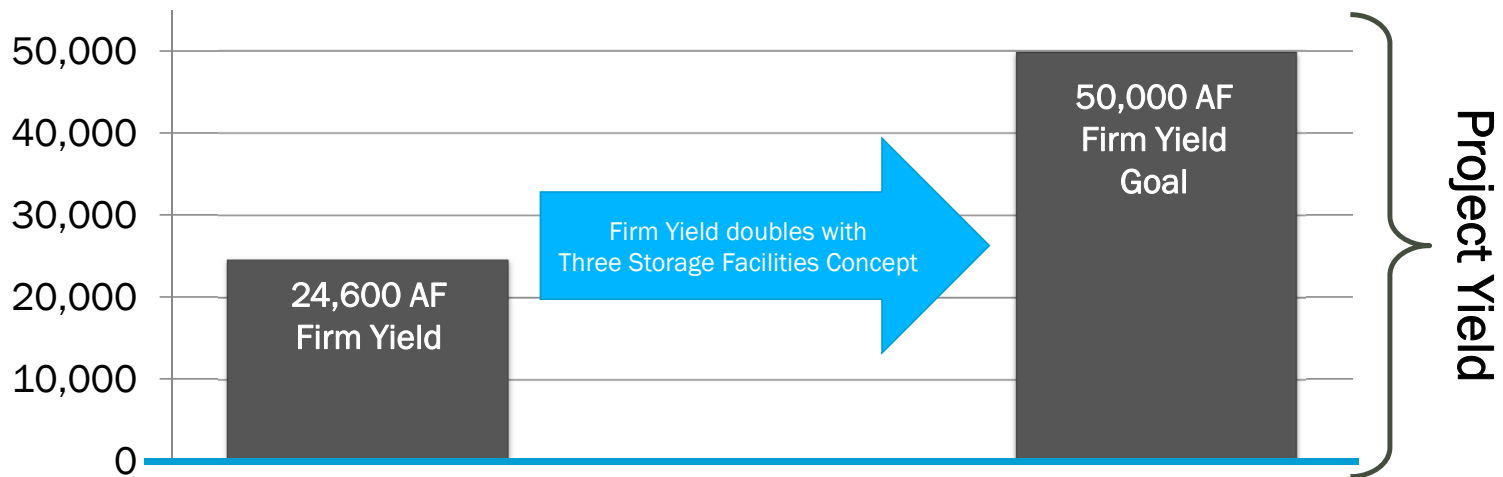 50,000
40,000
30,000
20,000
10,000
0
24,600 AF
Firm Yield
Firm Yield doubles with
Three Storage Facilities Concept
50,000 AF
Firm Yield
Goal
Project Yield